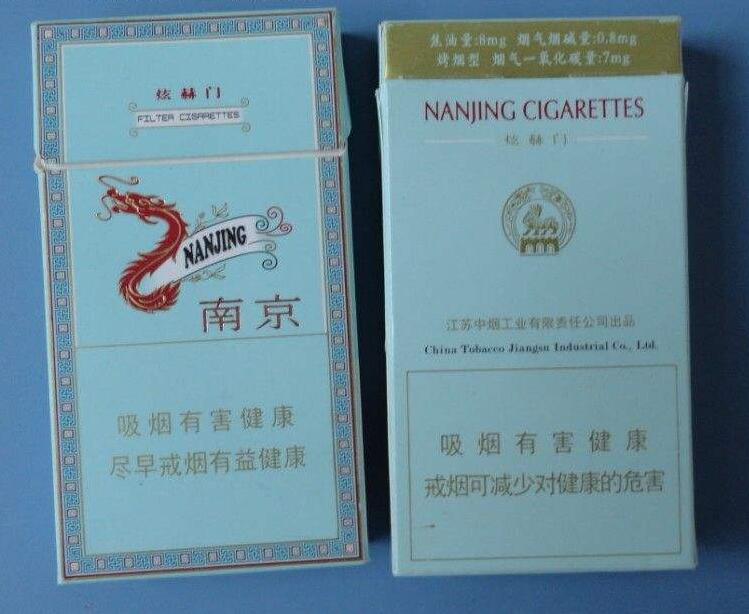 炫赫门
FILTER CIGARETTES
NANJING
南京
吸烟有害健康
尽早戒烟有益健康
焦油量:8mg 烟气烟碱量:0.8mg
烤烟型 烟气一氧化碳量:7mg
NANJING CIGARETTES
炫赫门
江苏中烟工业有限责任公司出品
China Tobacco Jiangsu Industrial Co., Ltd.
吸烟有害健康
戒烟可减少对健康的危害